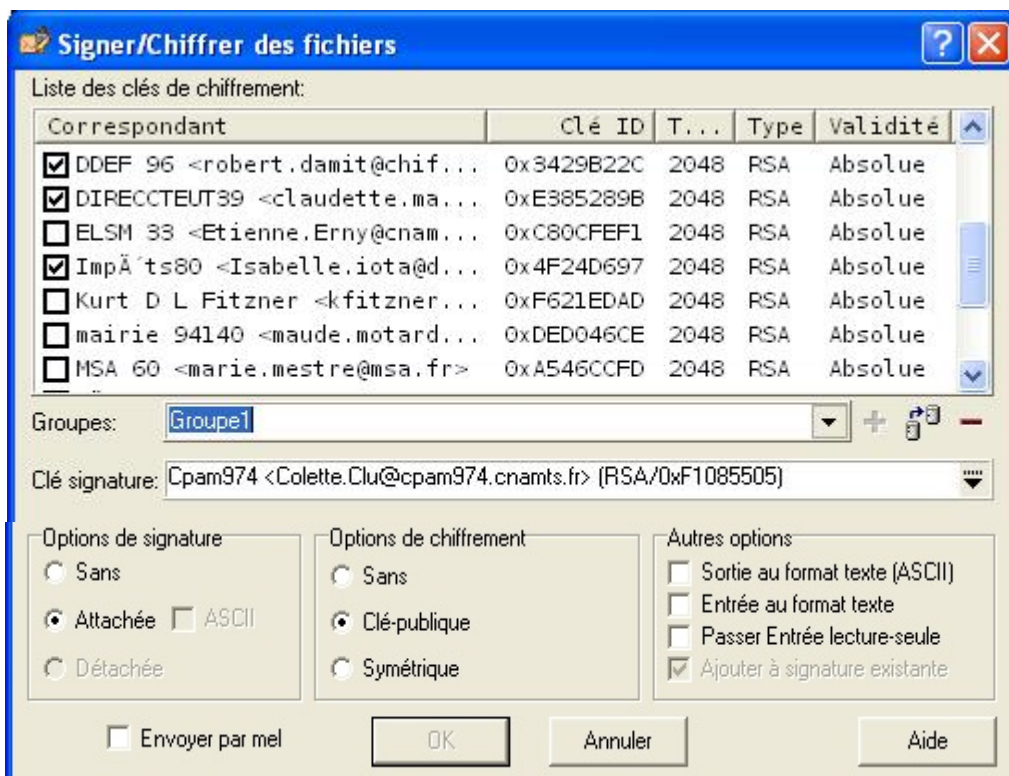 Signer/Chiffrer des fichiers
Liste des clés de chiffrement:
Correspondant Clé ID T... Type Validité
DDEF 96 <robert.damit@chif... 0x3429B22C 2048 RSA Absolue
DIRECCTEUT39 <claudette.ma... 0xE385289B 2048 RSA Absolue
ELSM 33 <Etienne.Erny@cnam... 0xC80CFEF1 2048 RSA Absolue
ImpÄ´ts80 <Isabelle.iota@d... 0x4F24D697 2048 RSA Absolue
Kurt D L Fitzner <kfitzner... 0xF621EDAD 2048 RSA Absolue
mairie 94140 <maude.motard... 0xDED046CE 2048 RSA Absolue
MSA 60 <marie.mestre@msa.fr> 0xA546CCFD 2048 RSA Absolue
Groupes: Groupe1
Clé signature: Cpam974 <Colette.Clu@cpam974.cnamts.fr> (RSA/0xF1085505)
Options de signature
Sans
Attachée ASCII
Détachée
Options de chiffrement
Sans
Clé-publique
Symétrique
Autres options
Sortie au format texte (ASCII)
Entrée au format texte
Passer Entrée lecture-seule
Ajouter à signature existante
Envoyer par mel OK Annuler Aide